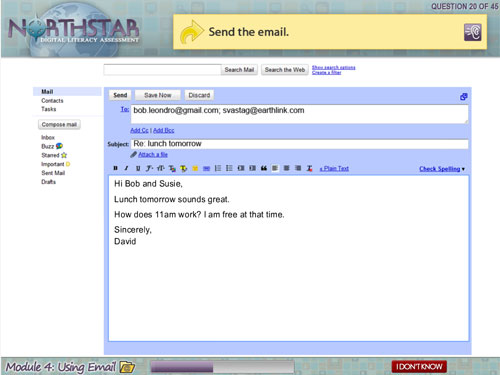 QUESTION 20 OF 45
NORTHSTAR
DIGITAL LITERACY ASSESSMENT
Send the email.
Search Mail
Search the Web
Show search options
Create a filter
Mail
Contacts
Tasks
Compose mail
Inbox
Buzz
Starred
Important
Sent Mail
Drafts
Send
Save Now
Discard
To:
bob.leondro@gmail.com; svastag@earthlink.com
Add Cc | Add Bcc
Subject:
Re: lunch tomorrow
Attach a file
B I U
« Plain Text
Check Spelling ▾
Hi Bob and Susie,
Lunch tomorrow sounds great.
How does 11am work? I am free at that time.
Sincerely,
David
Module 4: Using Email
I DON'T KNOW